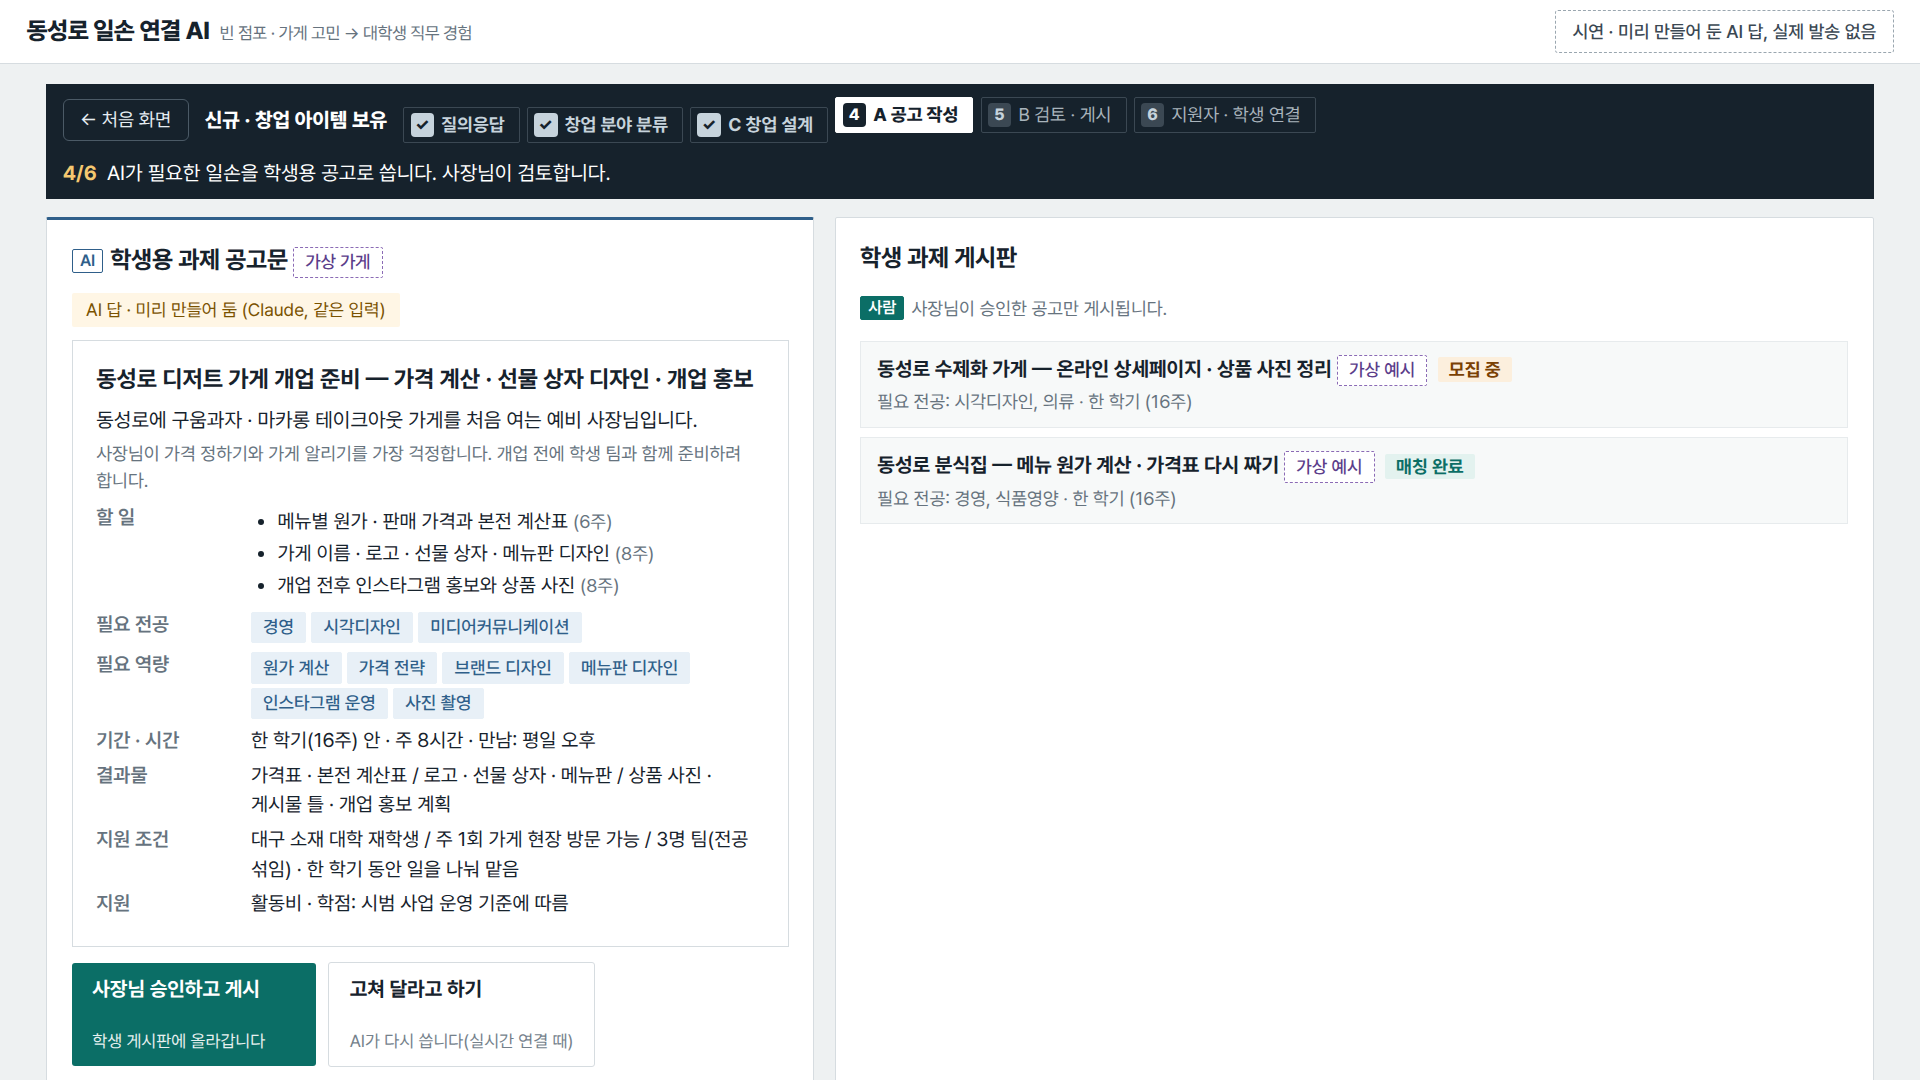 동성로 일손 연결 AI 빈 점포 · 가게 고민 → 대학생 직무 경험
시연 · 미리 만들어 둔 AI 답, 실제 발송 없음
← 처음 화면 신규 · 창업 아이템 보유 질의응답 창업 분야 분류 C 창업 설계 4 A 공고 작성 5 B 검토 · 게시 6 지원자 · 학생 연결
4/6 AI가 필요한 일손을 학생용 공고로 씁니다. 사장님이 검토합니다.
AI 학생용 과제 공고문 가상 가게
AI 답 · 미리 만들어 둠 (Claude, 같은 입력)
동성로 디저트 가게 개업 준비 — 가격 계산 · 선물 상자 디자인 · 개업 홍보
동성로에 구움과자 · 마카롱 테이크아웃 가게를 처음 여는 예비 사장님입니다.
사장님이 가격 정하기와 가게 알리기를 가장 걱정합니다. 개업 전에 학생 팀과 함께 준비하려
합니다.
할 일
• 메뉴별 원가 · 판매 가격과 본전 계산표 (6주)
• 가게 이름 · 로고 · 선물 상자 · 메뉴판 디자인 (8주)
• 개업 전후 인스타그램 홍보와 상품 사진 (8주)
필요 전공 경영 시각디자인 미디어커뮤니케이션
필요 역량 원가 계산 가격 전략 브랜드 디자인 메뉴판 디자인
인스타그램 운영 사진 촬영
기간 · 시간 한 학기(16주) 안 · 주 8시간 · 만남: 평일 오후
결과물 가격표 · 본전 계산표 / 로고 · 선물 상자 · 메뉴판 / 상품 사진 ·
게시물 틀 · 개업 홍보 계획
지원 조건 대구 소재 대학 재학생 / 주 1회 가게 현장 방문 가능 / 3명 팀(전공
섞임) · 한 학기 동안 일을 나눠 맡음
지원 활동비 · 학점: 시범 사업 운영 기준에 따름
사장님 승인하고 게시
학생 게시판에 올라갑니다
고쳐 달라고 하기
AI가 다시 씁니다(실시간 연결 때)
학생 과제 게시판
사람 사장님이 승인한 공고만 게시됩니다.
동성로 수제화 가게 — 온라인 상세페이지 · 상품 사진 정리 가상 예시 모집 중
필요 전공: 시각디자인, 의류 · 한 학기 (16주)
동성로 분식집 — 메뉴 원가 계산 · 가격표 다시 짜기 가상 예시 매칭 완료
필요 전공: 경영, 식품영양 · 한 학기 (16주)